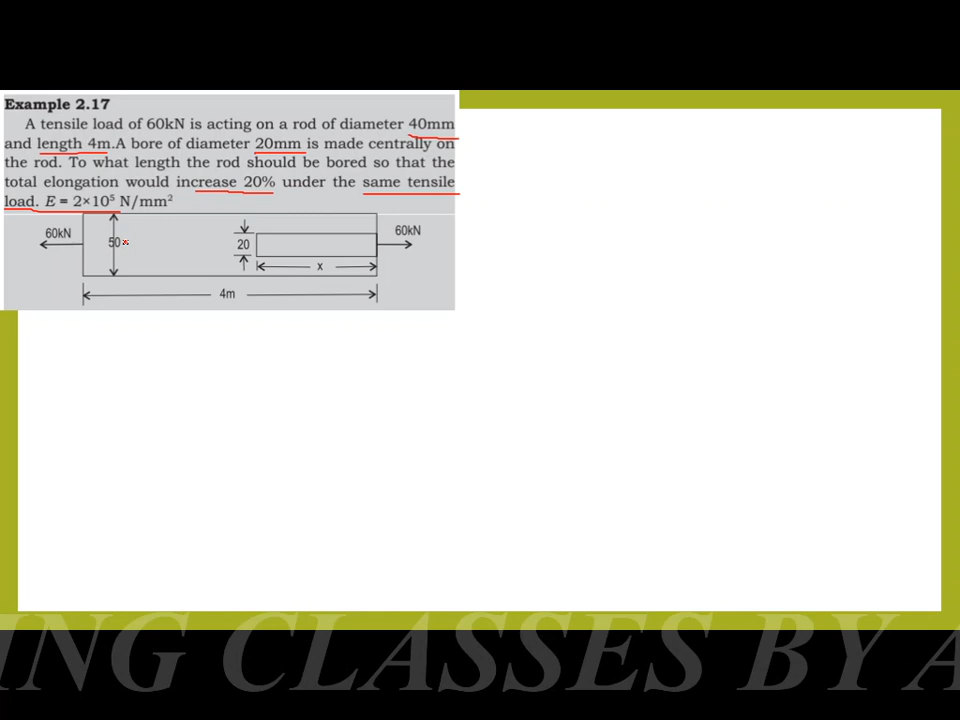 Example 2.17
A tensile load of 60kN is acting on a rod of diameter 40mm
and length 4m.A bore of diameter 20mm is made centrally on
the rod. To what length the rod should be bored so that the
total elongation would increase 20% under the same tensile
load. E = 2×10⁵ N/mm²
60kN
50
20
60kN
x
4m
ING CLASSES BY A